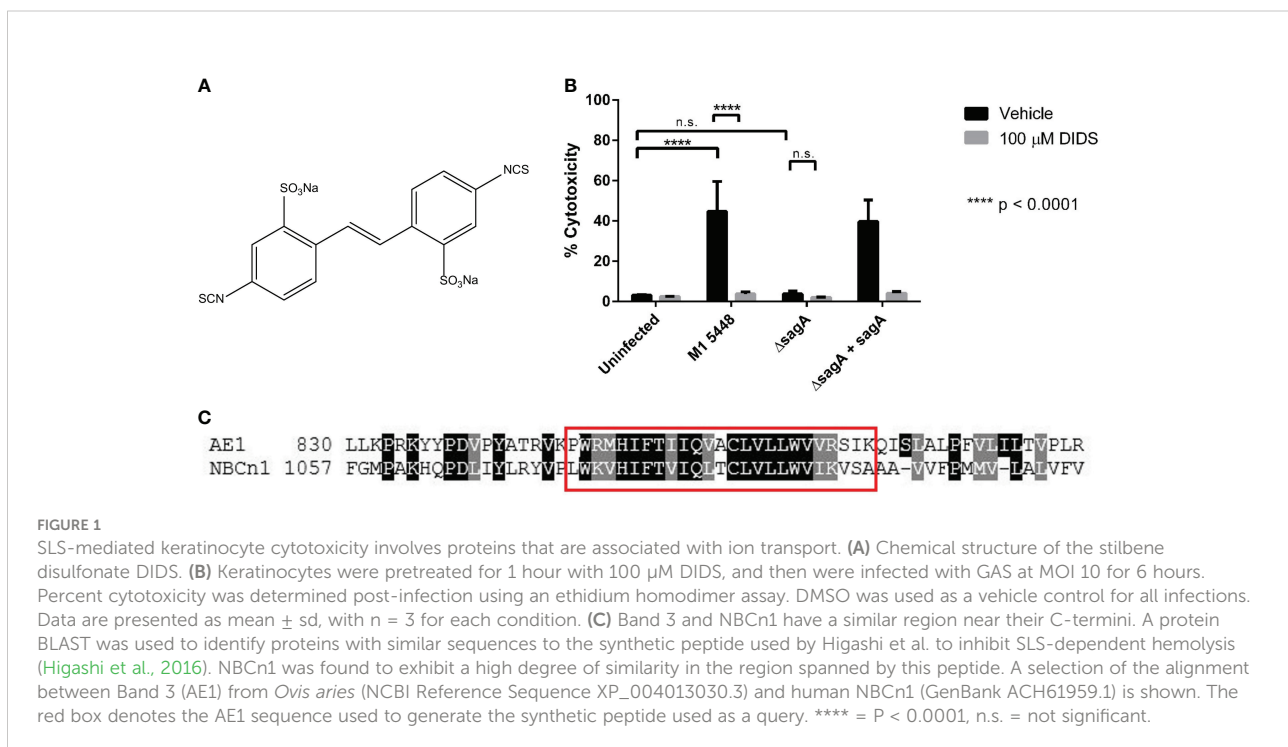 A
SO3Na
NCS
SCN
SO3Na
B
% Cytotoxicity
100
80
60
40
20
0
n.s.
****
****
n.s.
Uninfected
M1 5448
ΔsagA
ΔsagA + sagA
Vehicle
100 μM DIDS
**** p < 0.0001
C
AE1 830 LLKPRKYYPDVPYATRVKPWRMHIFTIIQVACLVLLWVVRSIKQISLALPFVLILTVPLR
NBCn1 1057 FGMPAKHQPDLIYLRYVPLWKVHIFTVIQLTCLVLLWVIKVSAAA-VVFPMMV-LALVFV
FIGURE 1
SLS-mediated keratinocyte cytotoxicity involves proteins that are associated with ion transport. (A) Chemical structure of the stilbene
disulfonate DIDS. (B) Keratinocytes were pretreated for 1 hour with 100 μM DIDS, and then were infected with GAS at MOI 10 for 6 hours.
Percent cytotoxicity was determined post-infection using an ethidium homodimer assay. DMSO was used as a vehicle control for all infections.
Data are presented as mean ± sd, with n = 3 for each condition. (C) Band 3 and NBCn1 have a similar region near their C-termini. A protein
BLAST was used to identify proteins with similar sequences to the synthetic peptide used by Higashi et al. to inhibit SLS-dependent hemolysis
(Higashi et al., 2016). NBCn1 was found to exhibit a high degree of similarity in the region spanned by this peptide. A selection of the alignment
between Band 3 (AE1) from Ovis aries (NCBI Reference Sequence XP_004013030.3) and human NBCn1 (GenBank ACH61959.1) is shown. The
red box denotes the AE1 sequence used to generate the synthetic peptide used as a query. **** = P < 0.0001, n.s. = not significant.